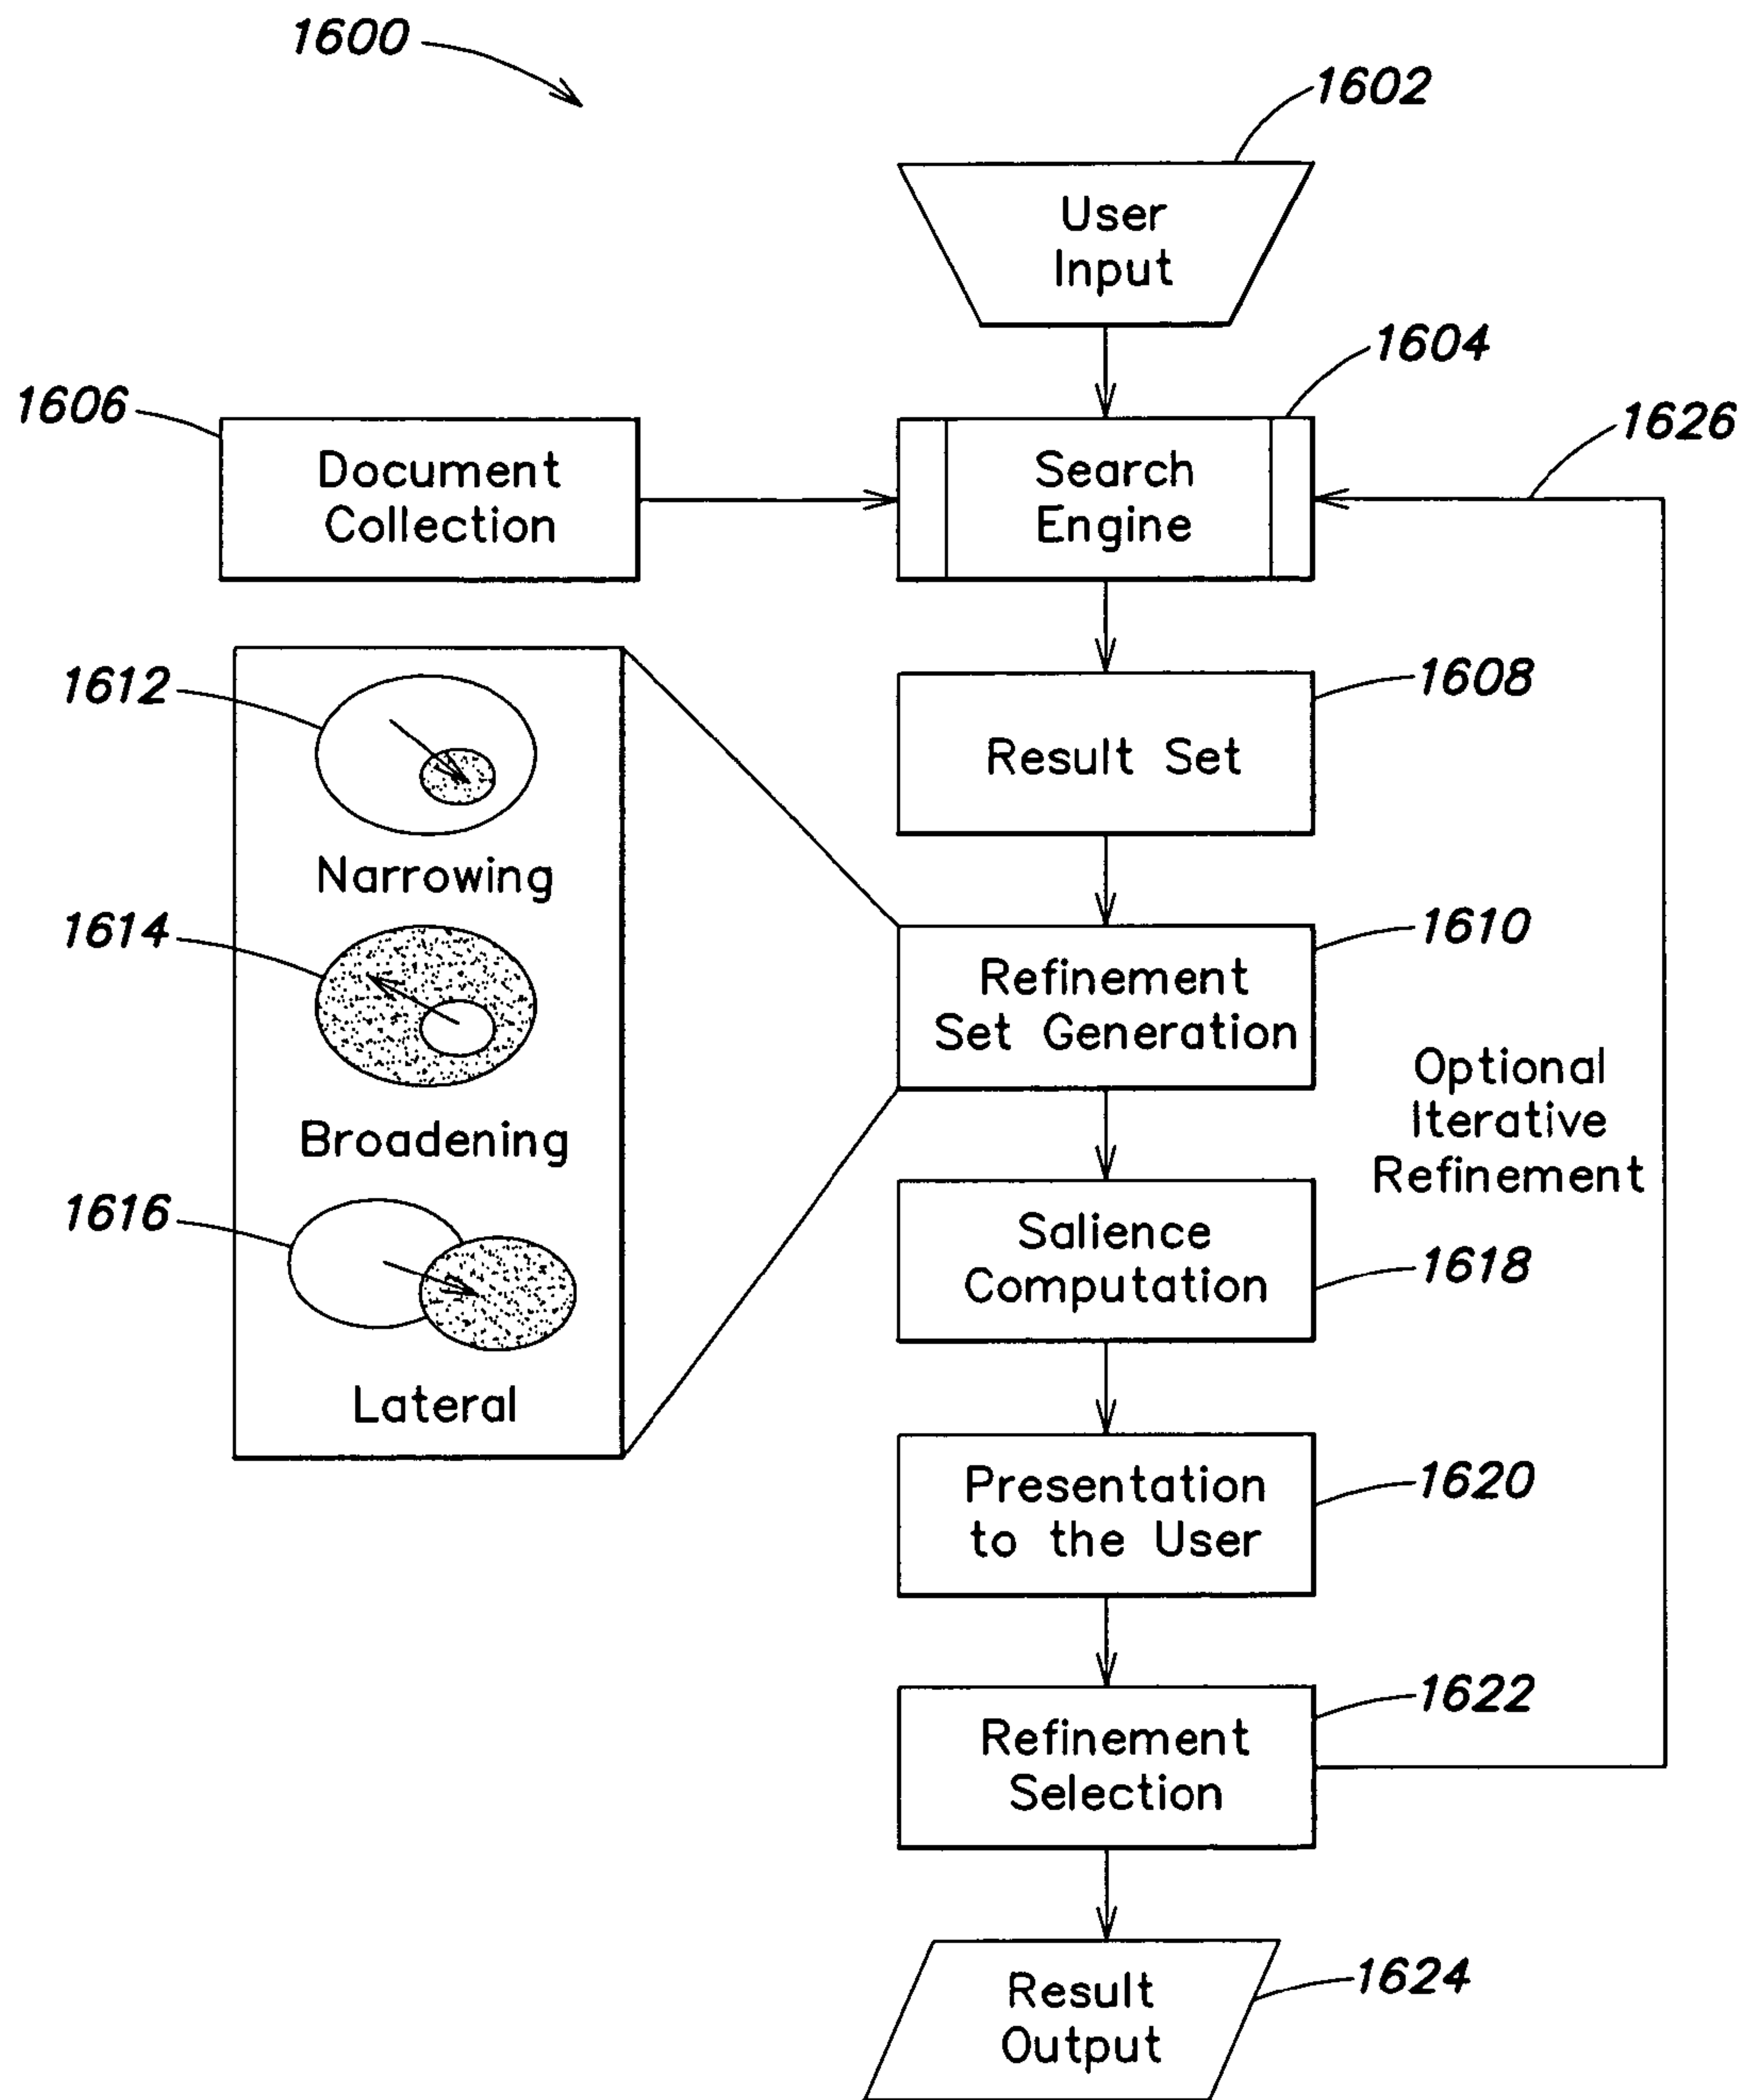 1600
1602
User
Input
1604
1606
1626
Document
Collection
Search
Engine
1612
1608
Result Set
Narrowing
1614
1610
Refinement
Set Generation
Optional
Iterative
Refinement
Broadening
1616
Salience
Computation
1618
Lateral
Presentation
to the User
1620
1622
Refinement
Selection
Result
Output
1624